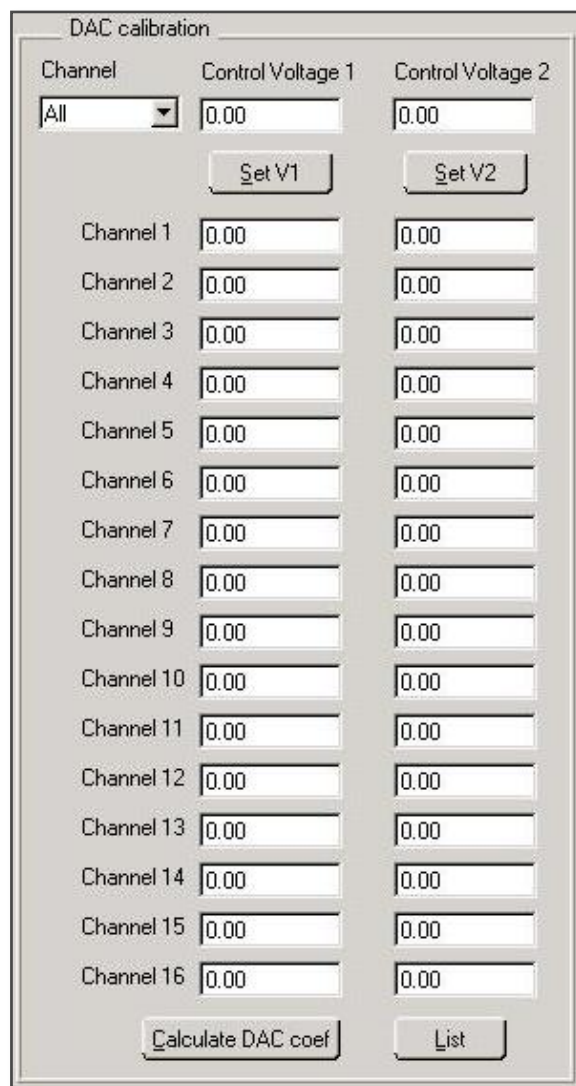 DAC calibration
Channel Control Voltage 1 Control Voltage 2
All 0.00 0.00
Set V1 Set V2
Channel 1 0.00 0.00
Channel 2 0.00 0.00
Channel 3 0.00 0.00
Channel 4 0.00 0.00
Channel 5 0.00 0.00
Channel 6 0.00 0.00
Channel 7 0.00 0.00
Channel 8 0.00 0.00
Channel 9 0.00 0.00
Channel 10 0.00 0.00
Channel 11 0.00 0.00
Channel 12 0.00 0.00
Channel 13 0.00 0.00
Channel 14 0.00 0.00
Channel 15 0.00 0.00
Channel 16 0.00 0.00
Calculate DAC coef List